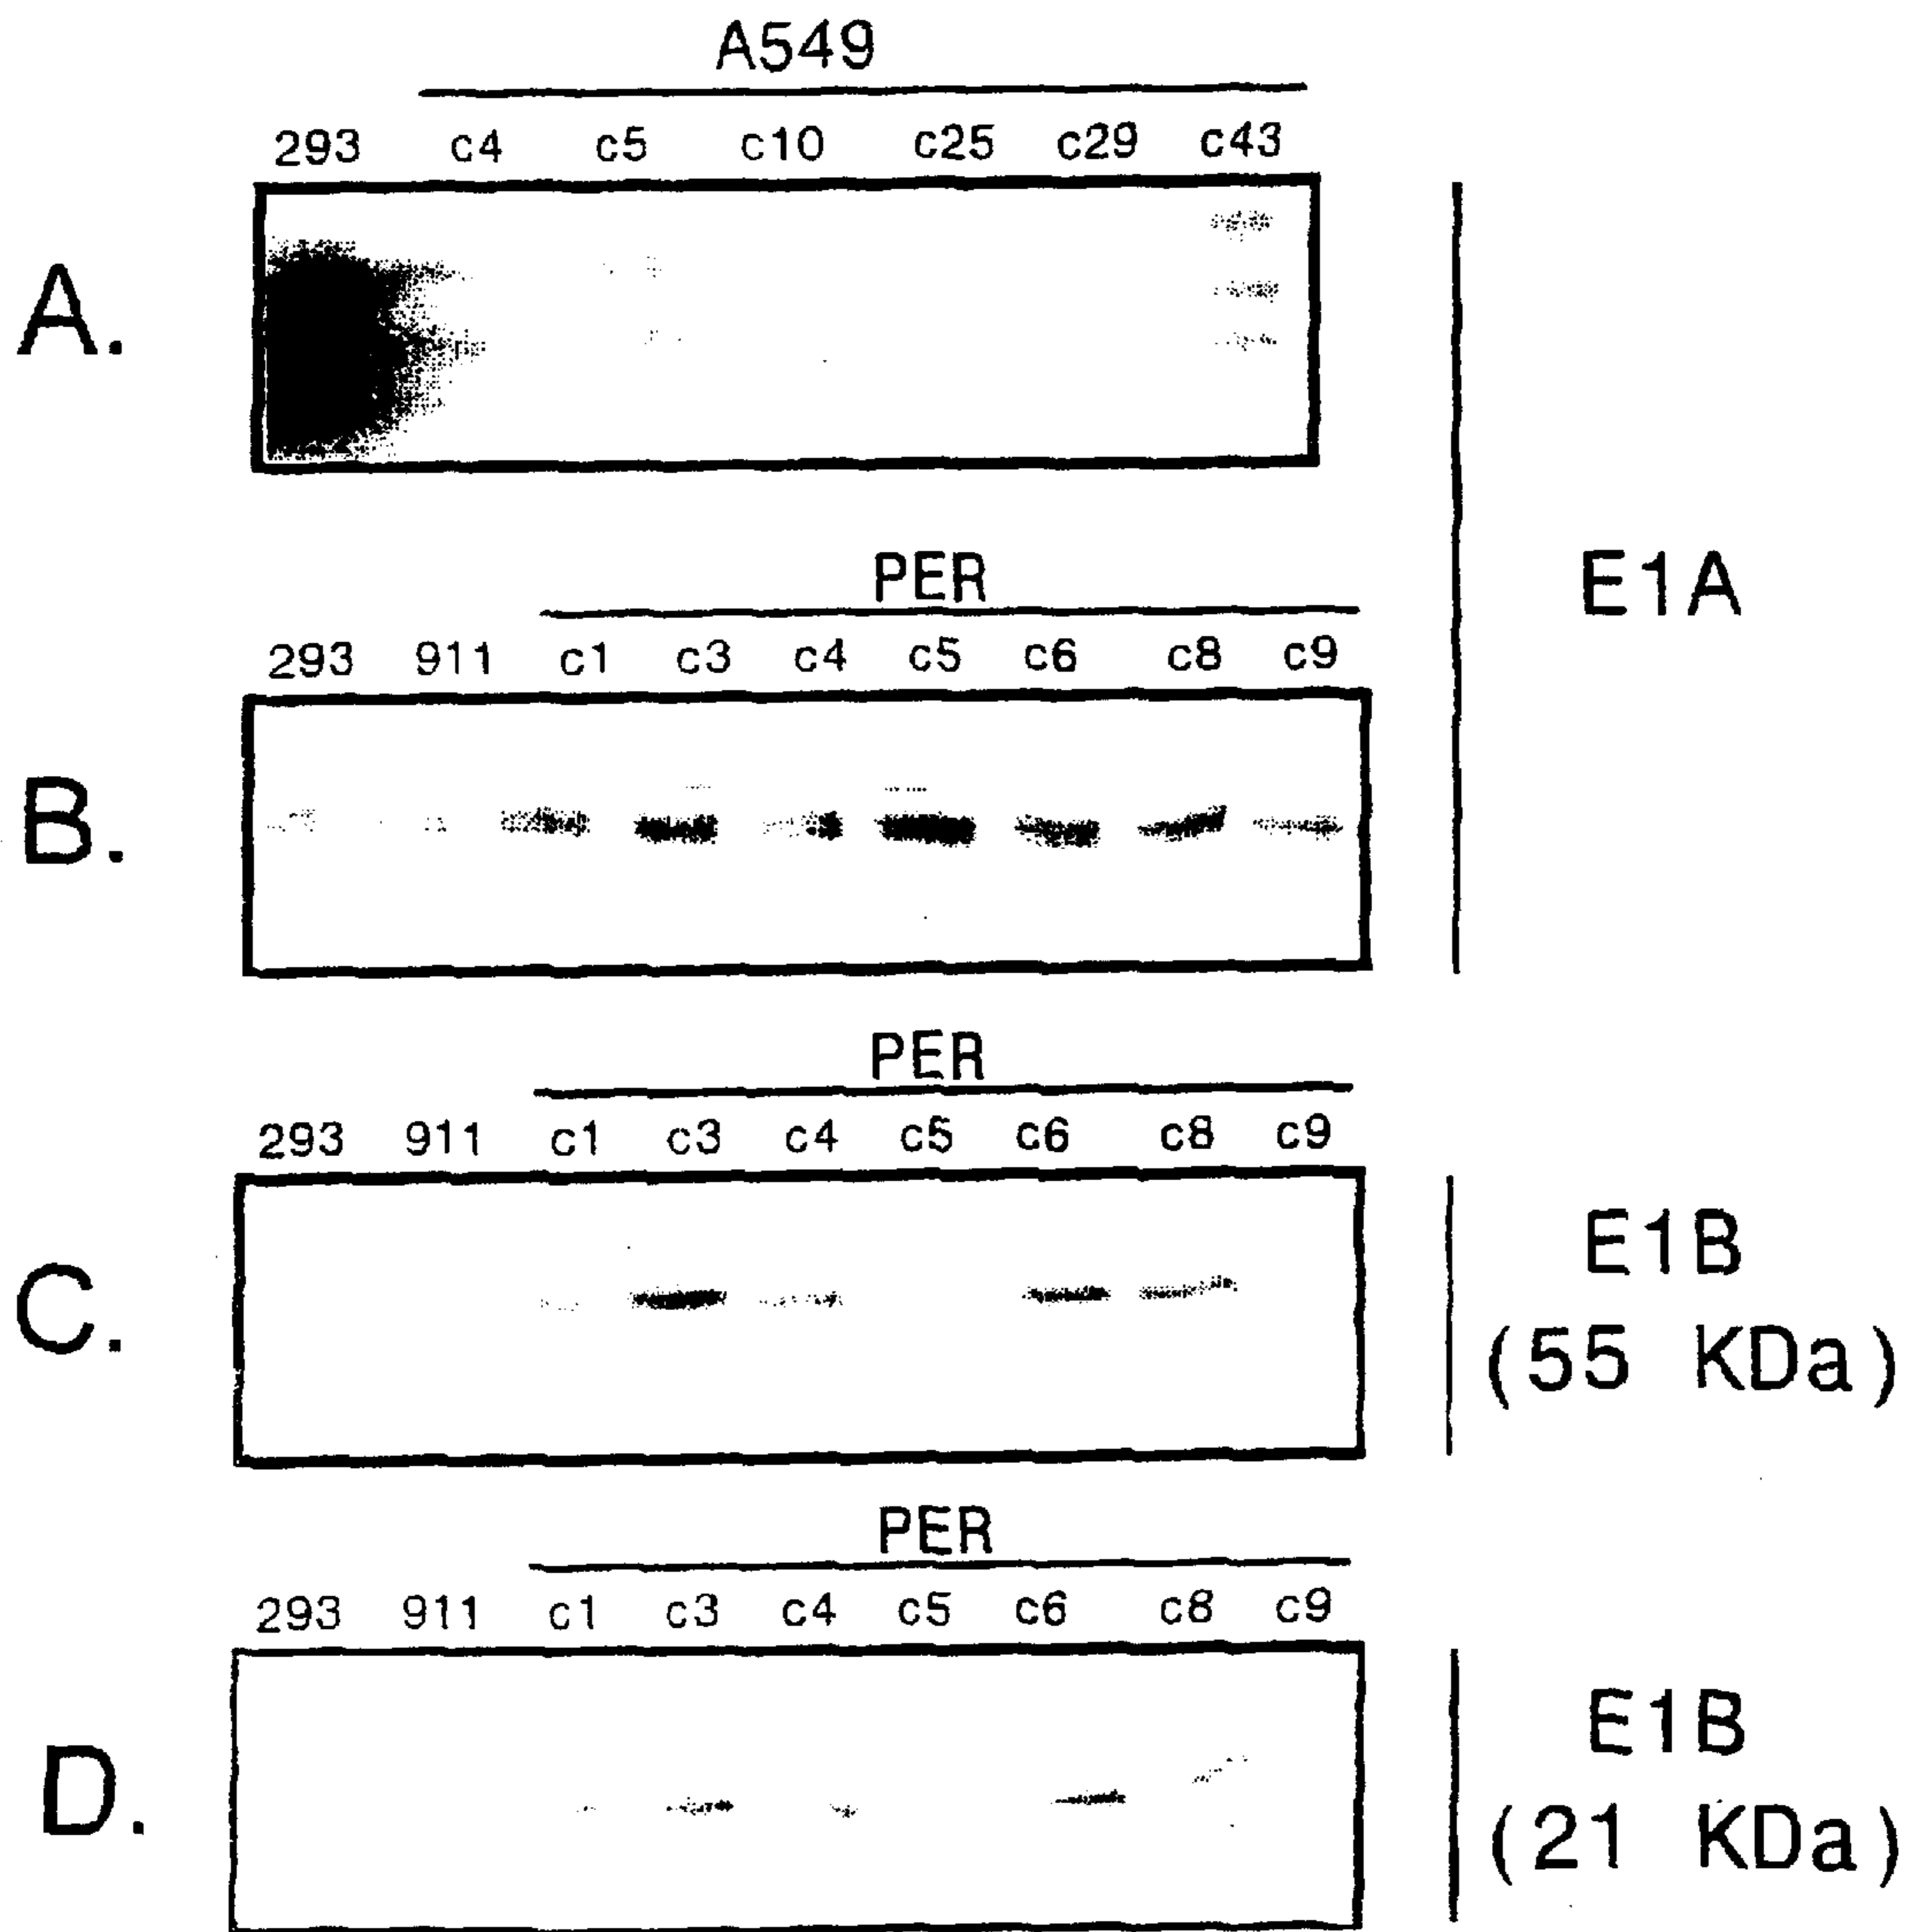 A549
293 c4 c5 c10 c25 c29 c43
A.
PER
E1A
293 911 c1 c3 c4 c5 c6 c8 c9
B.
PER
293 911 c1 c3 c4 c5 c6 c8 c9
C.
E1B
(55 KDa)
PER
293 911 c1 c3 c4 c5 c6 c8 c9
D.
E1B
(21 KDa)